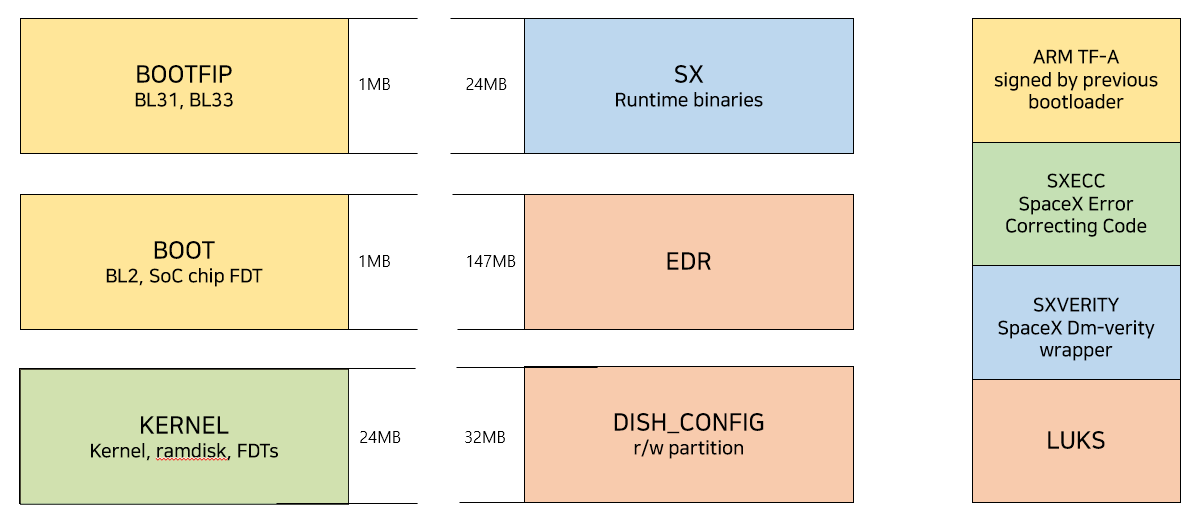 BOOTFIP
BL31, BL33
1MB
24MB
SX
Runtime binaries
BOOT
BL2, SoC chip FDT
1MB
147MB
EDR
KERNEL
Kernel, ramdisk, FDTs
24MB
32MB
DISH_CONFIG
r/w partition
ARM TF-A
signed by previous
bootloader
SXECC
SpaceX Error
Correcting Code
SXVERITY
SpaceX Dm-verity
wrapper
LUKS